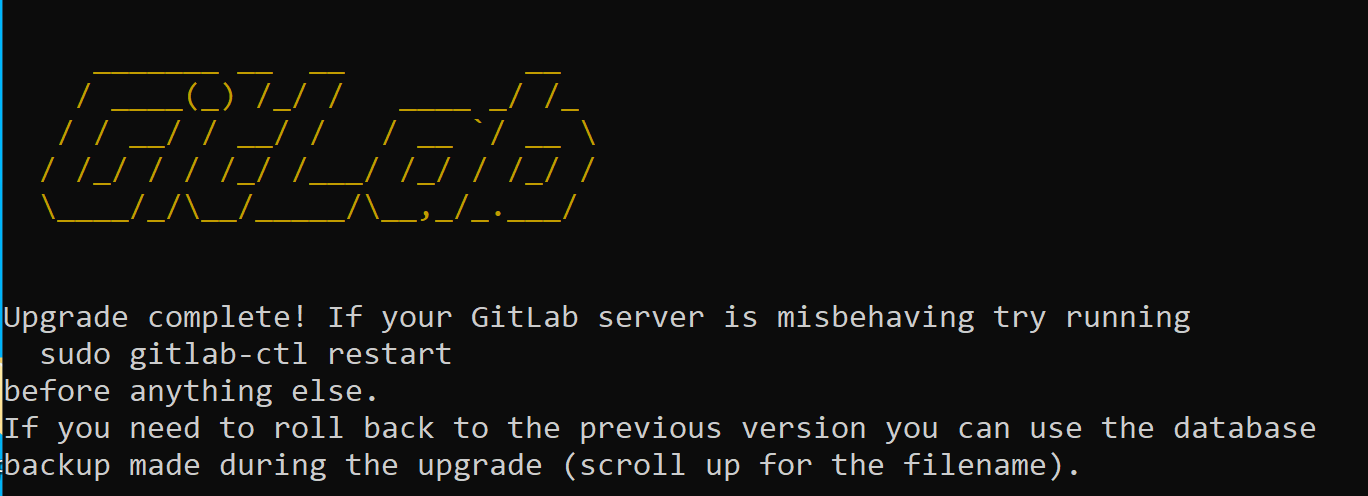 _______ __  __          __
    / ____(_) /_/ /   ____ _/ /_
   / / __/ / __/ /   / __ `/ __ \
  / /_/ / / /_/ /___/ /_/ / /_/ /
  \____/_/\__/_____/\__,_/_.___/
Upgrade complete! If your GitLab server is misbehaving try running
  sudo gitlab-ctl restart
before anything else.
If you need to roll back to the previous version you can use the database
backup made during the upgrade (scroll up for the filename).